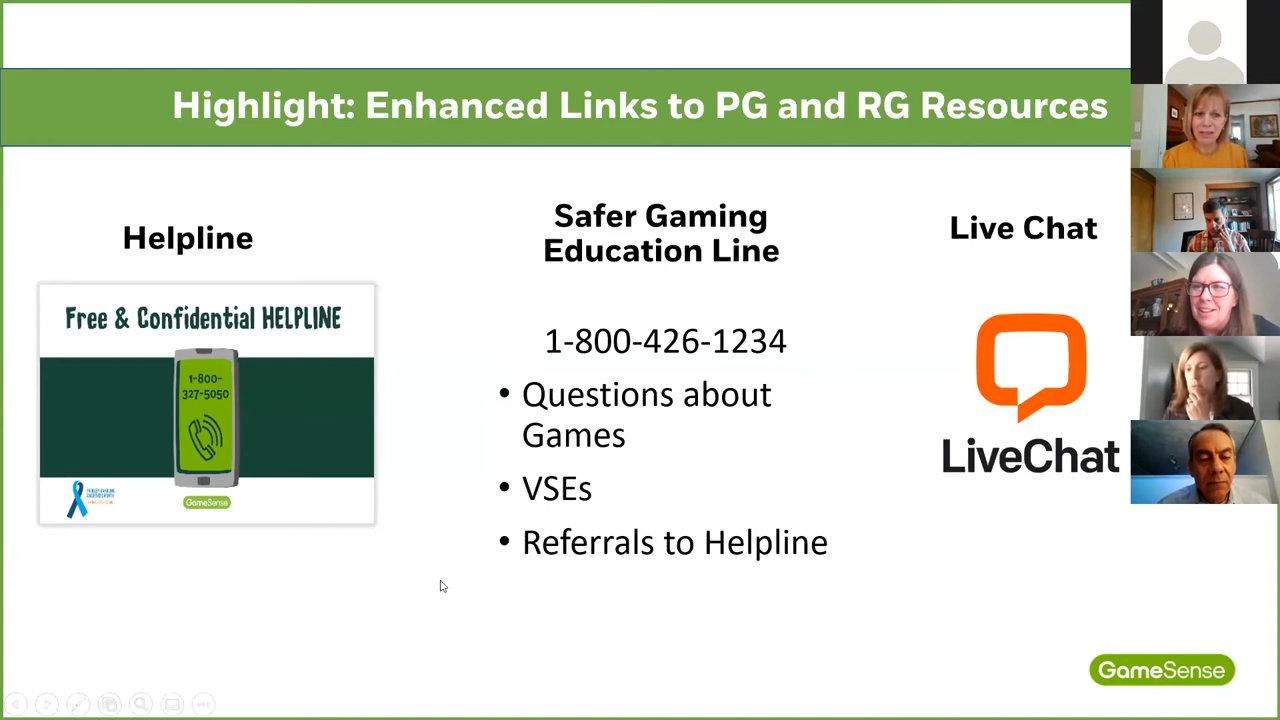 Highlight: Enhanced Links to PG and RG Resources
Helpline
Free & Confidential HELPLINE
1-800-
327-5050
GameSense
Safer Gaming
Education Line
1-800-426-1234
• Questions about
Games
• VSEs
• Referrals to Helpline
Live Chat
LiveChat
GameSense